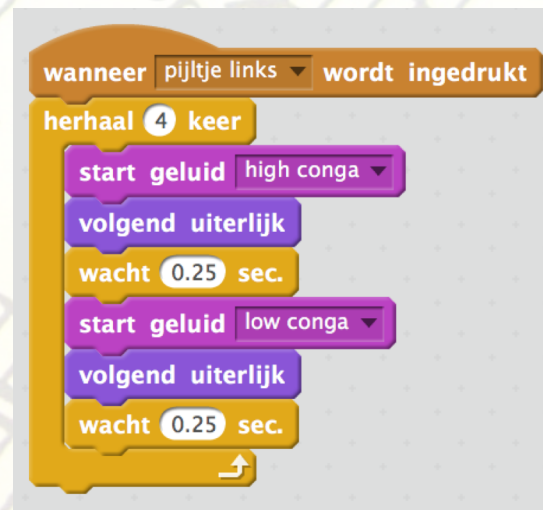 wanneer pijltje links wordt ingedrukt
herhaal 4 keer
start geluid high conga
volgend uiterlijk
wacht 0.25 sec.
start geluid low conga
volgend uiterlijk
wacht 0.25 sec.